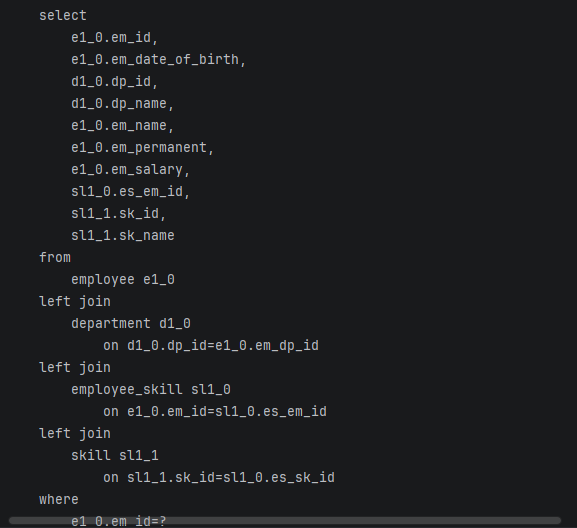 select
e1_0.em_id,
e1_0.em_date_of_birth,
d1_0.dp_id,
d1_0.dp_name,
e1_0.em_name,
e1_0.em_permanent,
e1_0.em_salary,
sl1_0.es_em_id,
sl1_1.sk_id,
sl1_1.sk_name
from
employee e1_0
left join
department d1_0
on d1_0.dp_id=e1_0.em_dp_id
left join
employee_skill sl1_0
on e1_0.em_id=sl1_0.es_em_id
left join
skill sl1_1
on sl1_1.sk_id=sl1_0.es_sk_id
where
e1_0.em_id=?